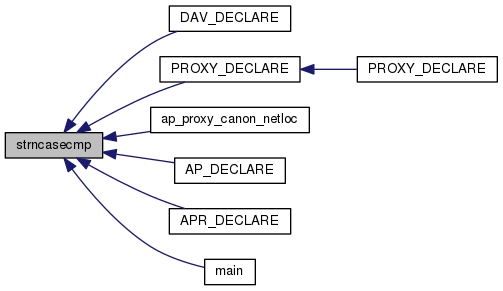 DAV_DECLARE
PROXY_DECLARE
PROXY_DECLARE
ap_proxy_canon_netloc
strncasecmp
AP_DECLARE
APR_DECLARE
main